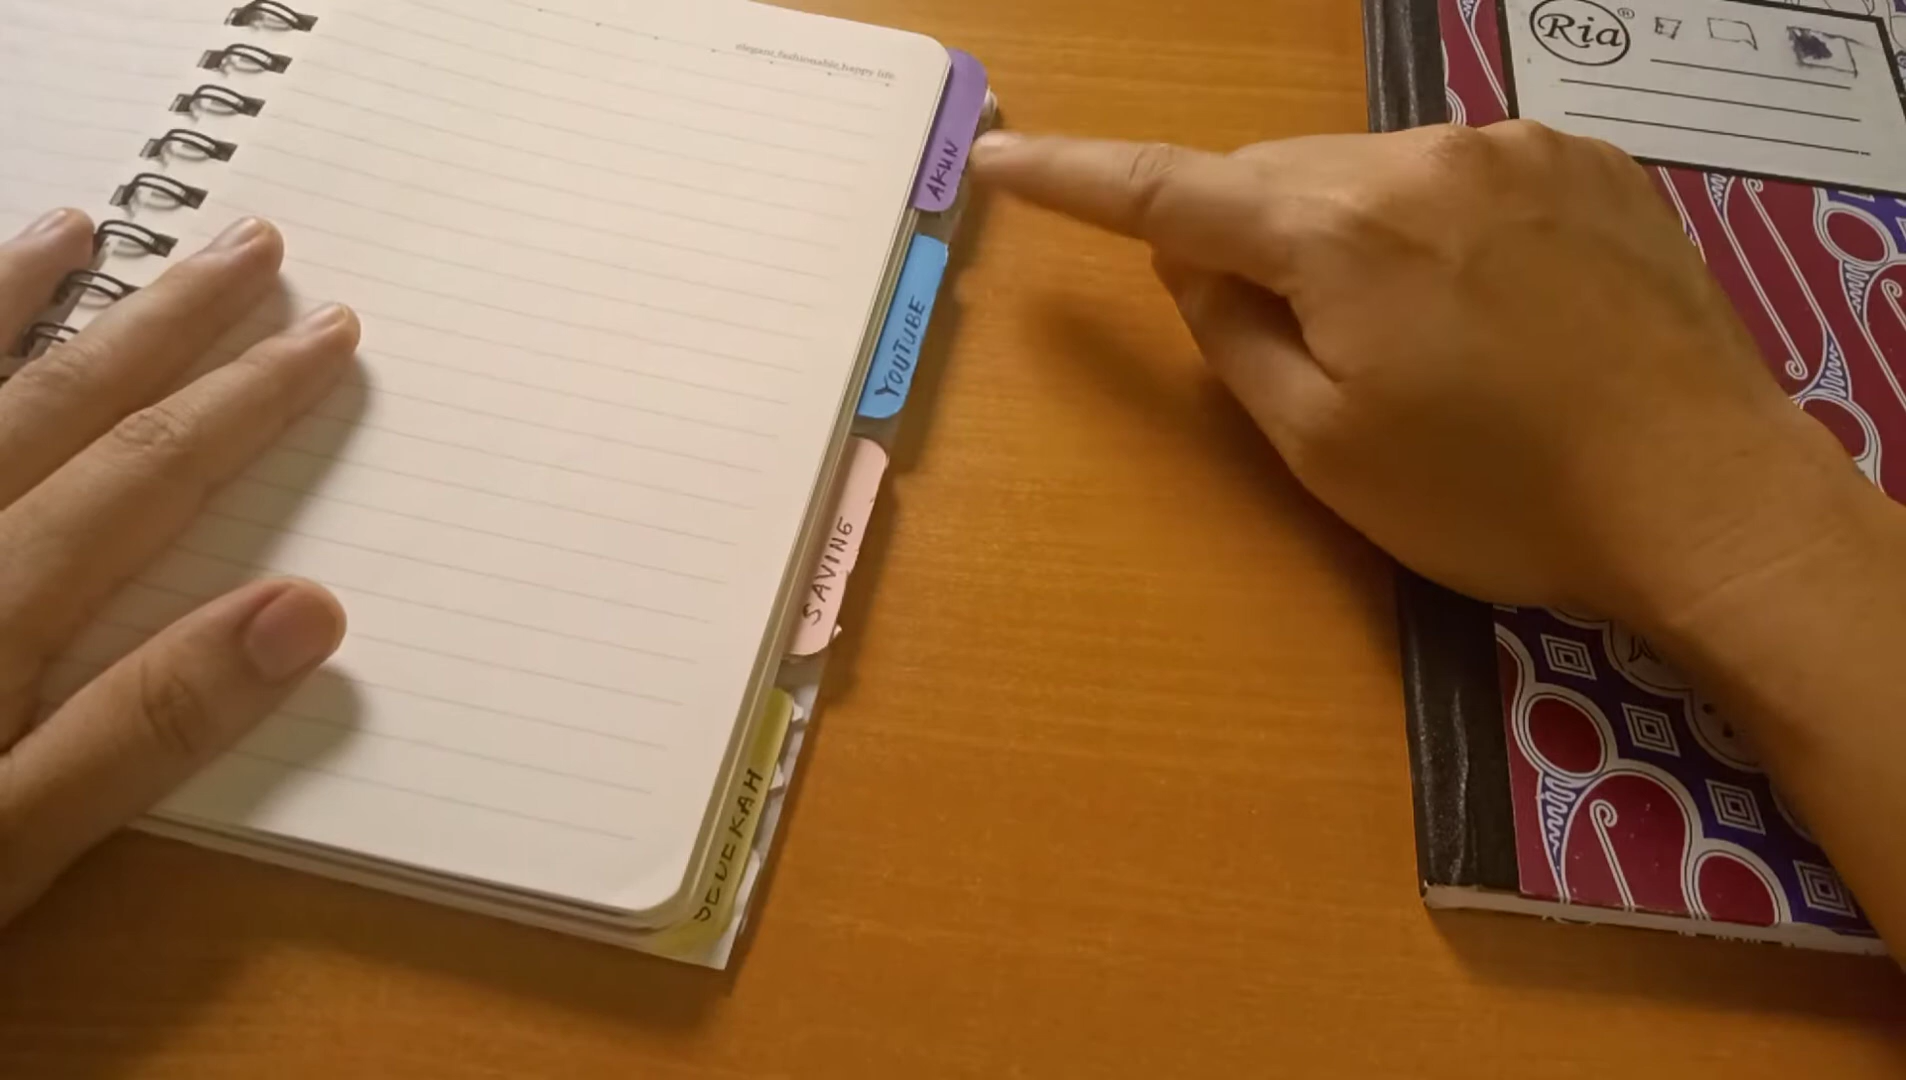 elegant,fashionable,happy life.
AKUN
YOUTUBE
SAVING
SEDEKAH
Ria®